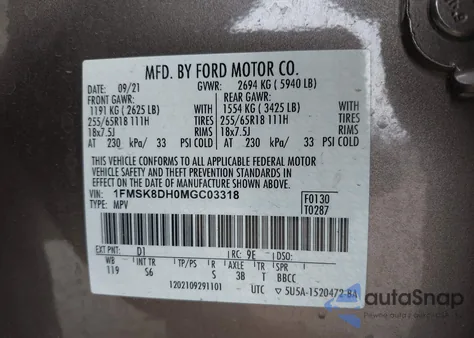 MFD. BY FORD MOTOR CO.
DATE: 09/21 GVWR: 2694 KG ( 5940 LB)
FRONT GAWR: REAR GAWR:
1191 KG ( 2625 LB) 1554 KG ( 3425 LB)
255/65R18 111H TIRES 255/65R18 111H TIRES
18x7.5J RIMS 18x7.5J RIMS
AT 230 kPa/ 33 PSI COLD AT 230 kPa/ 33 PSI COLD
THIS VEHICLE CONFORMS TO ALL APPLICABLE FEDERAL MOTOR
VEHICLE SAFETY AND THEFT PREVENTION STANDARDS IN EFFECT ON THE
DATE OF MANUFACTURE SHOWN ABOVE.
VIN: 1FMSK8DH0MGC03318 F0130
TYPE: MPV T0287
EXT PNT: D1 RC: 9E DSO:
WB INT TR TP/PS R AXLE TR
119 S6 S 3B T BBCC
1202109291101 UTC 5U5A-1520472-BA
autoSnap